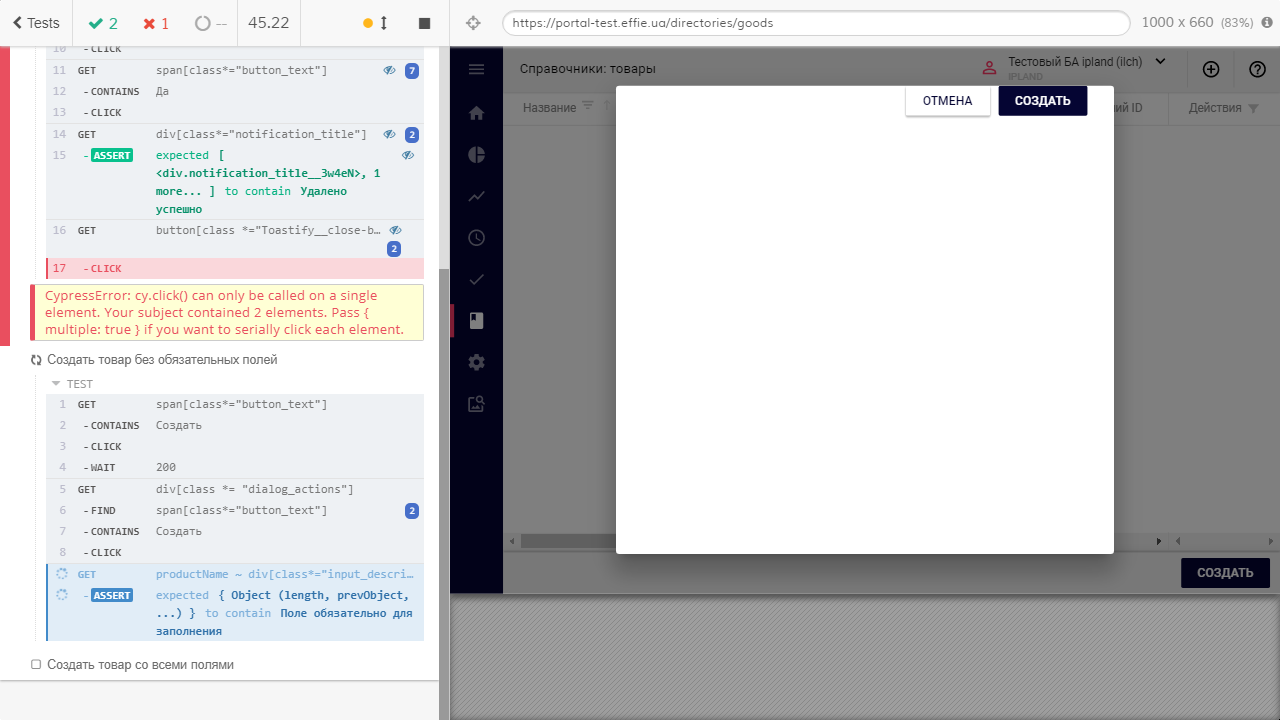 Tests
2
1
--
45.22
https://portal-test.effie.ua/directories/goods
1000 x 660 (83%)
10 -CLICK
11 GET span[class*="button_text"] 7
12 -CONTAINS Да
13 -CLICK
14 GET div[class*="notification_title"] 2
15 -ASSERT expected [
<div.notification_title__3w4eN>, 1
more... ] to contain Удалено
успешно
16 GET button[class *="Toastify__close-b…
2
17 -CLICK
CypressError: cy.click() can only be called on a single
element. Your subject contained 2 elements. Pass {
multiple: true } if you want to serially click each element.
Создать товар без обязательных полей
TEST
1 GET span[class*="button_text"]
2 -CONTAINS Создать
3 -CLICK
4 -WAIT 200
5 GET div[class *= "dialog_actions"]
6 -FIND span[class*="button_text"] 2
7 -CONTAINS Создать
8 -CLICK
GET productName ~ div[class*="input_descri…
-ASSERT expected { Object (length, prevObject,
...) } to contain Поле обязательно для
заполнения
Создать товар со всеми полями
Справочники: товары
Тестовый БА ipland (ilch)
IPLAND
Название
ий ID
Действия
ОТМЕНА
СОЗДАТЬ
СОЗДАТЬ